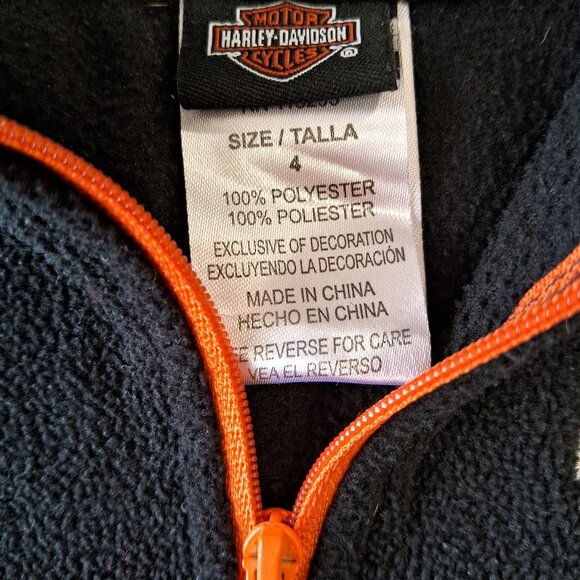 MOTOR
HARLEY-DAVIDSON
CYCLES
®
SIZE / TALLA
4
100% POLYESTER
100% POLIESTER
EXCLUSIVE OF DECORATION
EXCLUYENDO LA DECORACIÓN
MADE IN CHINA
HECHO EN CHINA
REVERSE FOR CARE
VEA EL REVERSO